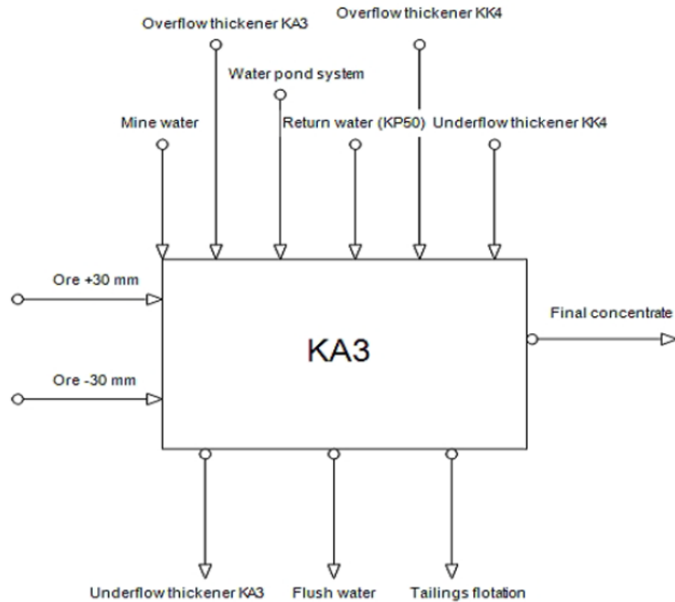 Overflow thickener KK4
Overflow thickener KA3
Water pond system
Mine water
Return water (KP50)
Underflow thickener KK4
Ore +30 mm
Final concentrate
KA3
Ore -30 mm
Underflow thickener KA3
Flush water
Tailings flotation